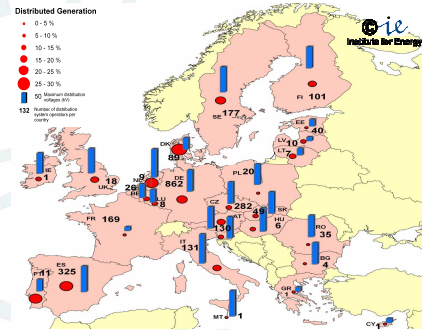 Distributed Generation
0 - 5 %
5 - 10 %
10 - 15 %
15 - 20 %
20 - 25 %
25 - 30 %
50 Maximum distribution
voltages (kV)
132 Number of distribution
system operators per
country
ie
Institute for Energy
FI 101
SE 177
EE
40
LV
10
LT
7
DK
89
IE
1
UK
18
NL
9
26
BE
LU
8
DE
862
PL 20
CZ
282
SK
49
AT
130
HU
6
FR 169
IT
131
RO
35
BG
4
ES
325
PT 11
GR
1
MT 1
CY 1